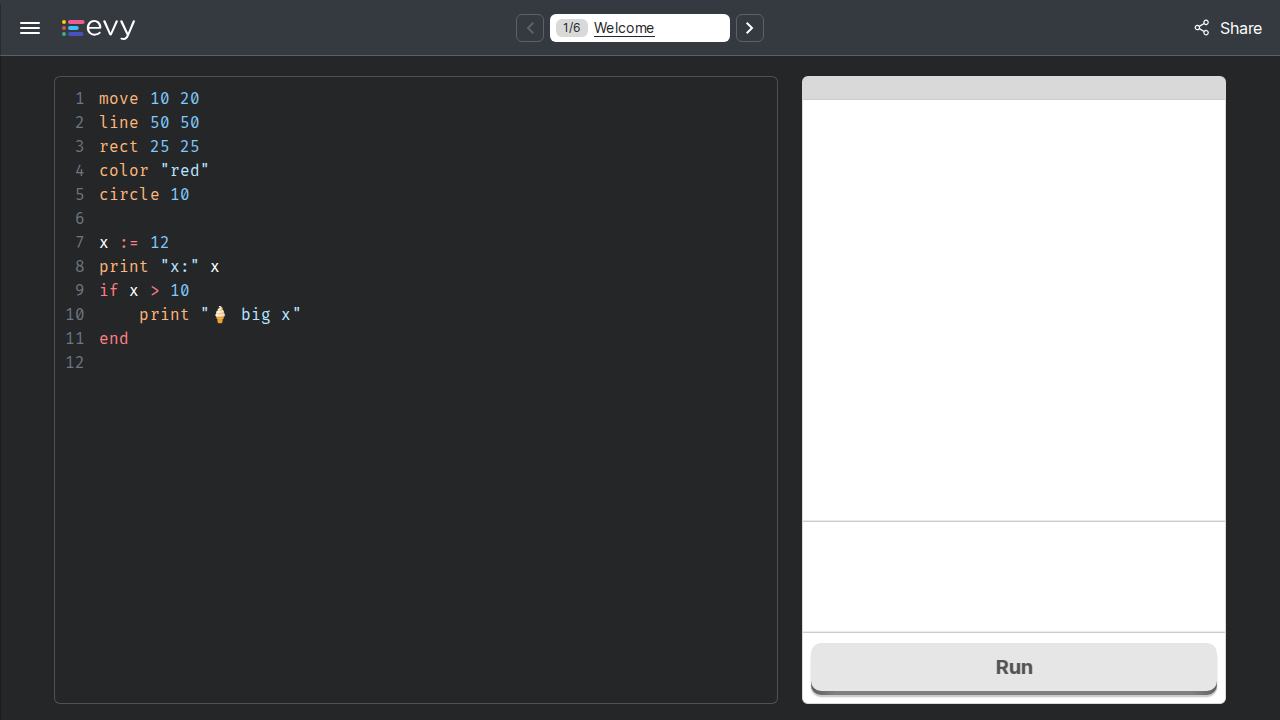 evy
1/6 Welcome
Share
1 move 10 20
2 line 50 50
3 rect 25 25
4 color "red"
5 circle 10
6
7 x := 12
8 print "x:" x
9 if x > 10
10     print "🍦 big x"
11 end
12
Run